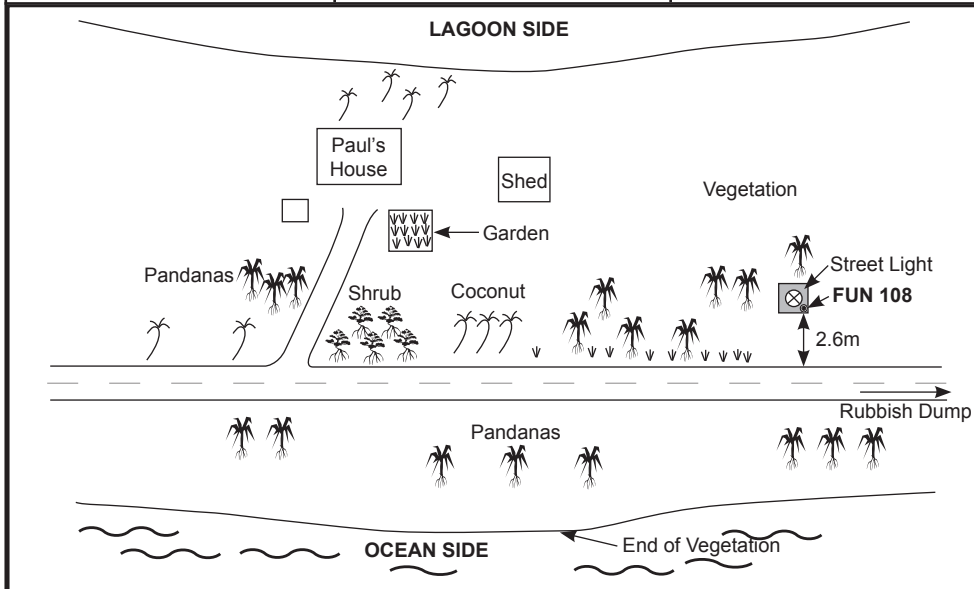 LAGOON SIDE
Paul's
House
Shed
Vegetation
Garden
Pandanas
Street Light
FUN 108
Shrub
Coconut
2.6m
Rubbish Dump
Pandanas
End of Vegetation
OCEAN SIDE